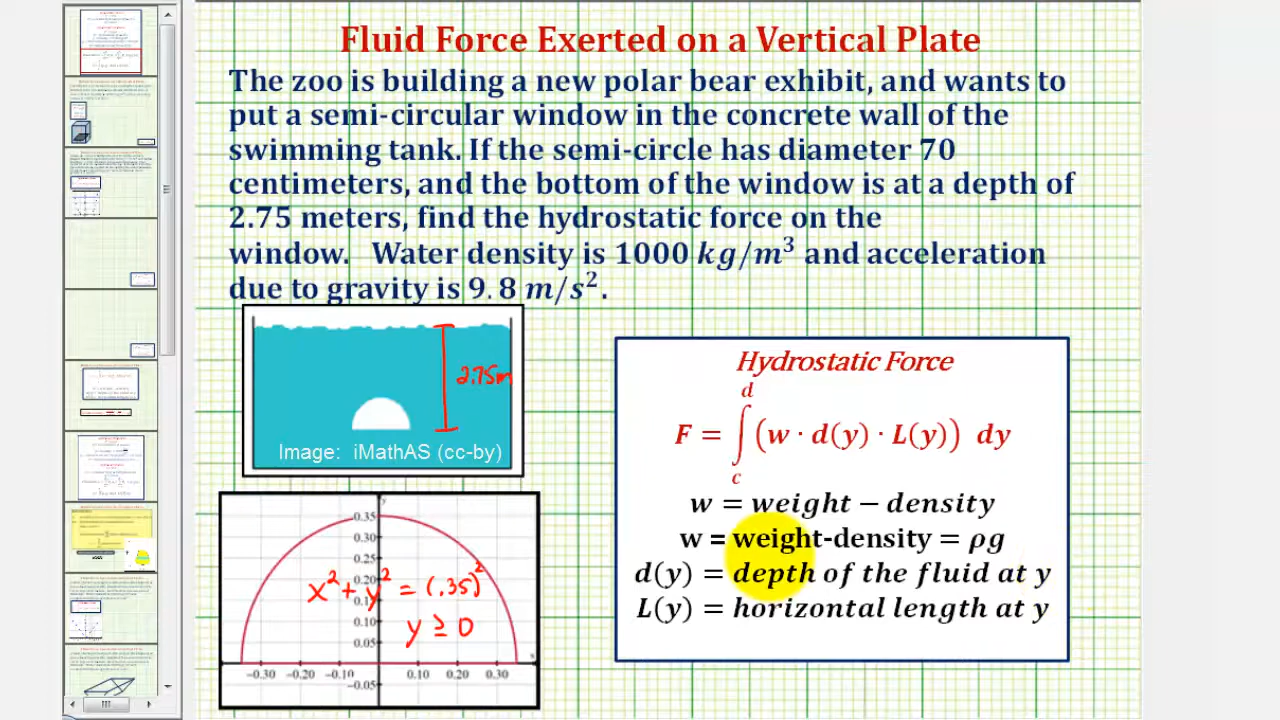 Fluid Force Exerted on a Vertical Plate
The zoo is building a new polar bear exhibit, and wants to
put a semi-circular window in the concrete wall of the
swimming tank. If the semi-circle has diameter 70
centimeters, and the bottom of the window is at a depth of
2.75 meters, find the hydrostatic force on the
window. Water density is 1000 kg/m³ and acceleration
due to gravity is 9.8 m/s².
2.75m
Image: iMathAS (cc-by)
Hydrostatic Force
F = ∫_c^d (w · d(y) · L(y)) dy
w = weight − density
w = weight-density = ρg
d(y) = depth of the fluid at y
L(y) = horizontal length at y
y
0.35
0.30
0.25
0.20
0.15
0.10
0.05
x² + y² = (.35)²
y ≥ 0
x
-0.30 -0.20 -0.10 0.10 0.20 0.30
-0.05